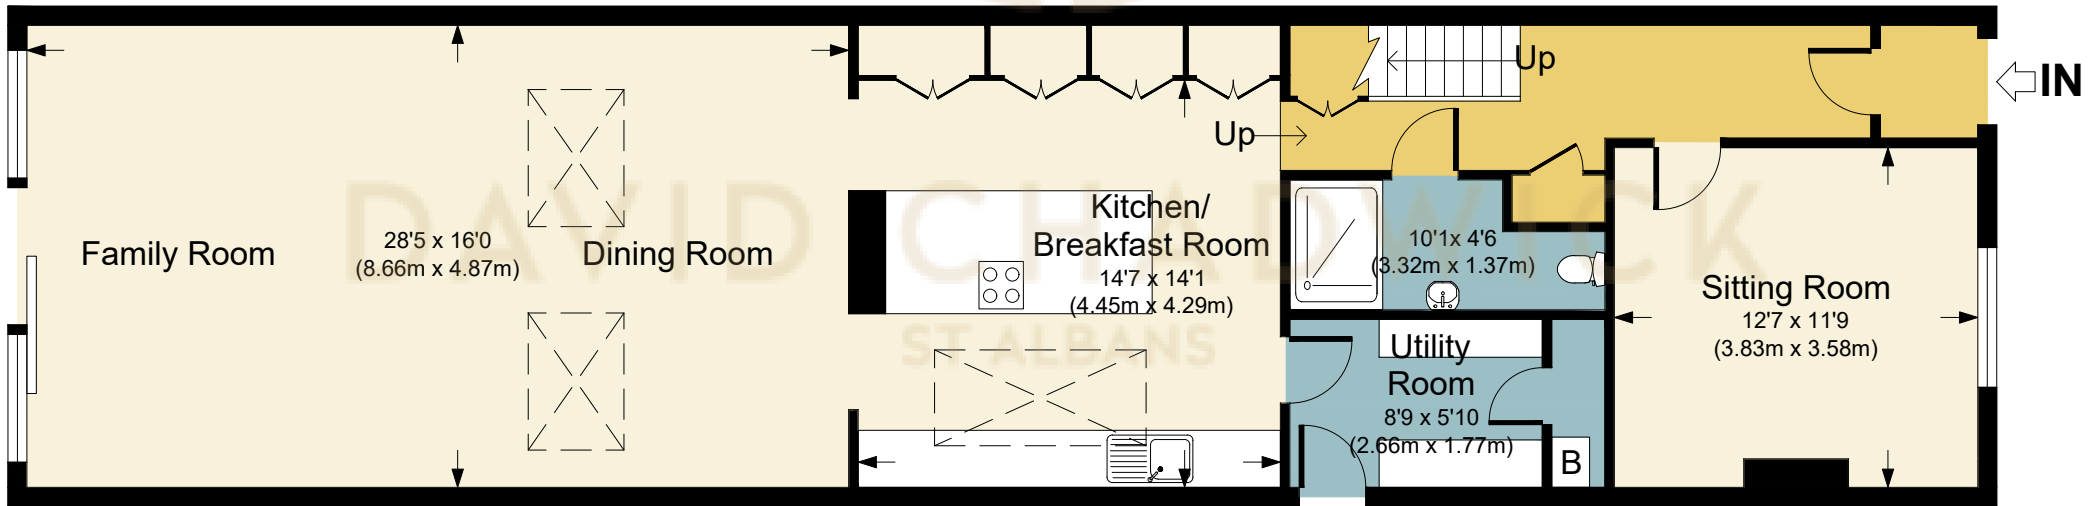 Up
IN
Up
Family Room
28'5 x 16'0
(8.66m x 4.87m)
Dining Room
Kitchen/
Breakfast Room
14'7 x 14'1
(4.45m x 4.29m)
10'1x 4'6
(3.32m x 1.37m)
Sitting Room
12'7 x 11'9
(3.83m x 3.58m)
Utility
Room
8'9 x 5'10
(2.66m x 1.77m)
B
DAVID CHADWICK
ST ALBANS